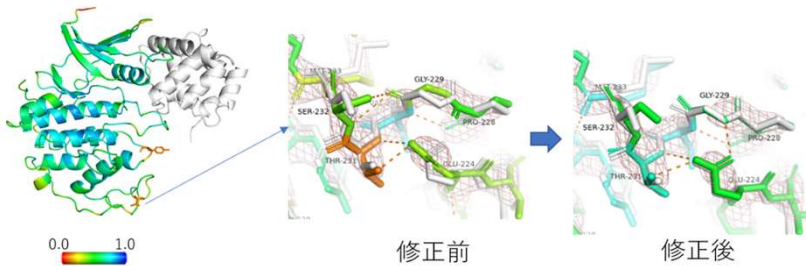 GLY-229
SER-232
PRO-228
THR-231
GLU-224
修正前
GLY-229
SER-232
PRO-228
THR-231
GLU-224
修正後
0.0
1.0